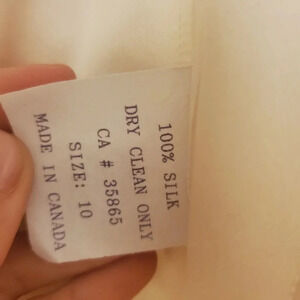 100% SILK
DRY CLEAN ONLY
CA # 35865
SIZE: 10
MADE IN CANADA